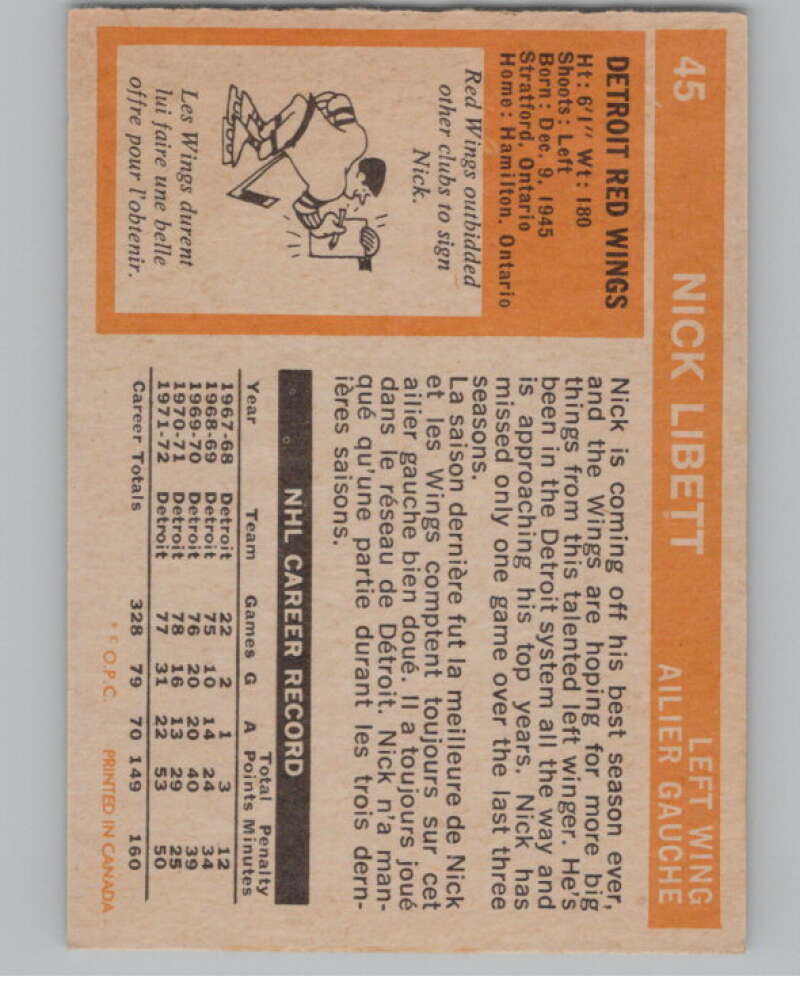 45 NICK LIBETT LEFT WING
AILIER GAUCHE
DETROIT RED WINGS
Ht: 6'1" Wt: 180
Shoots: Left
Born: Dec. 9, 1945
Stratford, Ontario
Home: Hamilton, Ontario
Red Wings outbidded
other clubs to sign
Nick.
Les Wings durent
lui faire une belle
offre pour l'obtenir.
Nick is coming off his best season ever,
and the Wings are hoping for more big
things from this talented left winger. He's
been in the Detroit system all the way and
is approaching his top years. Nick has
missed only one game over the last three
seasons.
La saison dernière fut la meilleure de Nick
et les Wings comptent toujours sur cet
ailier gauche bien doué. Il a toujours joué
dans le réseau de Détroit. Nick n'a man-
qué qu'une partie durant les trois dern-
ières saisons.
NHL CAREER RECORD
Total Penalty
Year Team Games G A Points Minutes
1967-68 Detroit 22 2 1 3 12
1968-69 Detroit 75 10 14 24 34
1969-70 Detroit 76 20 20 40 39
1970-71 Detroit 78 16 13 29 25
1971-72 Detroit 77 31 22 53 50
Career Totals 328 79 70 149 160
* © O.P.C. PRINTED IN CANADA